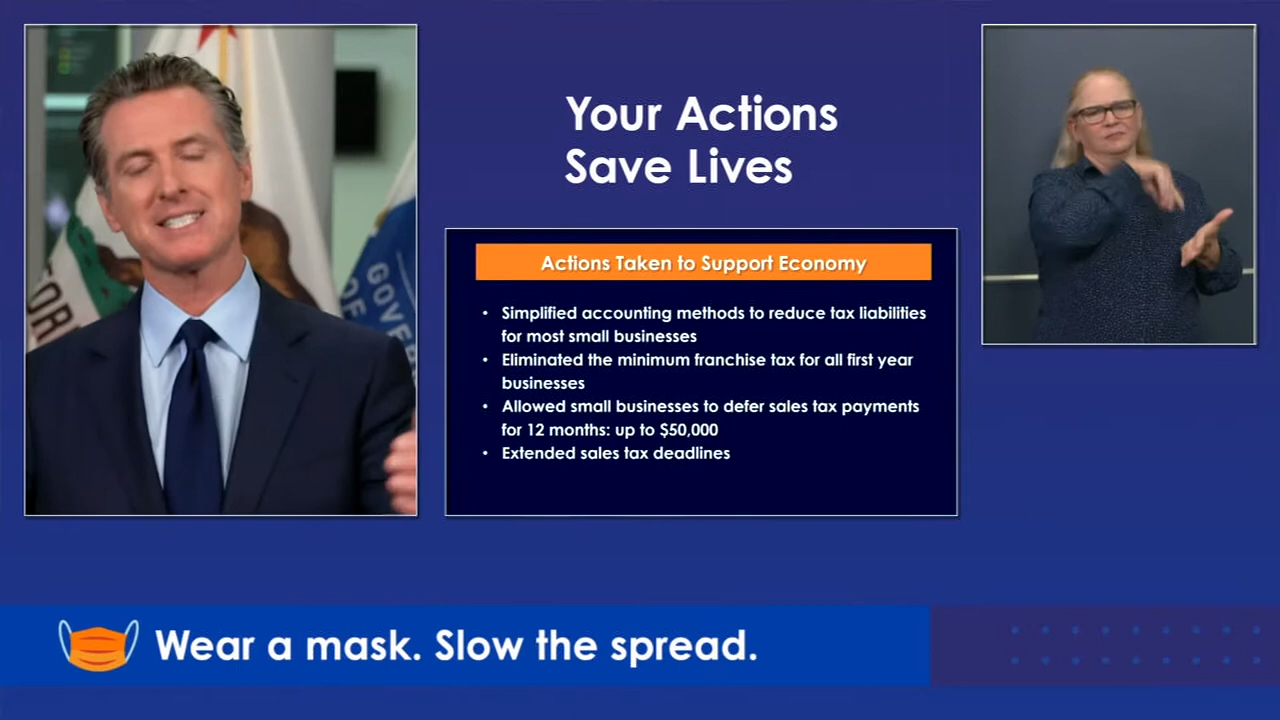 Your Actions
Save Lives
Actions Taken to Support Economy
• Simplified accounting methods to reduce tax liabilities
for most small businesses
• Eliminated the minimum franchise tax for all first year
businesses
• Allowed small businesses to defer sales tax payments
for 12 months: up to $50,000
• Extended sales tax deadlines
Wear a mask. Slow the spread.